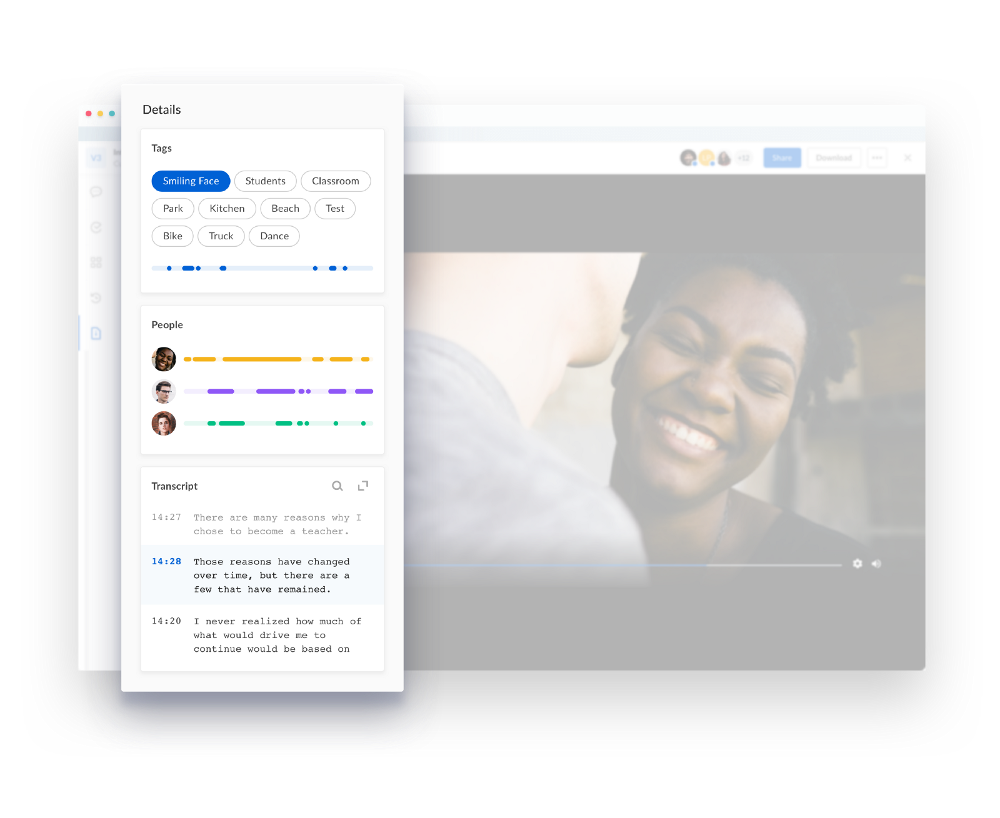 Details
Tags
Smiling Face Students Classroom
Park Kitchen Beach Test
Bike Truck Dance
People
Transcript
14:27 There are many reasons why I
chose to become a teacher.
14:28 Those reasons have changed
over time, but there are a
few that have remained.
14:20 I never realized how much of
what would drive me to
continue would be based on
V3
+12 Share Download